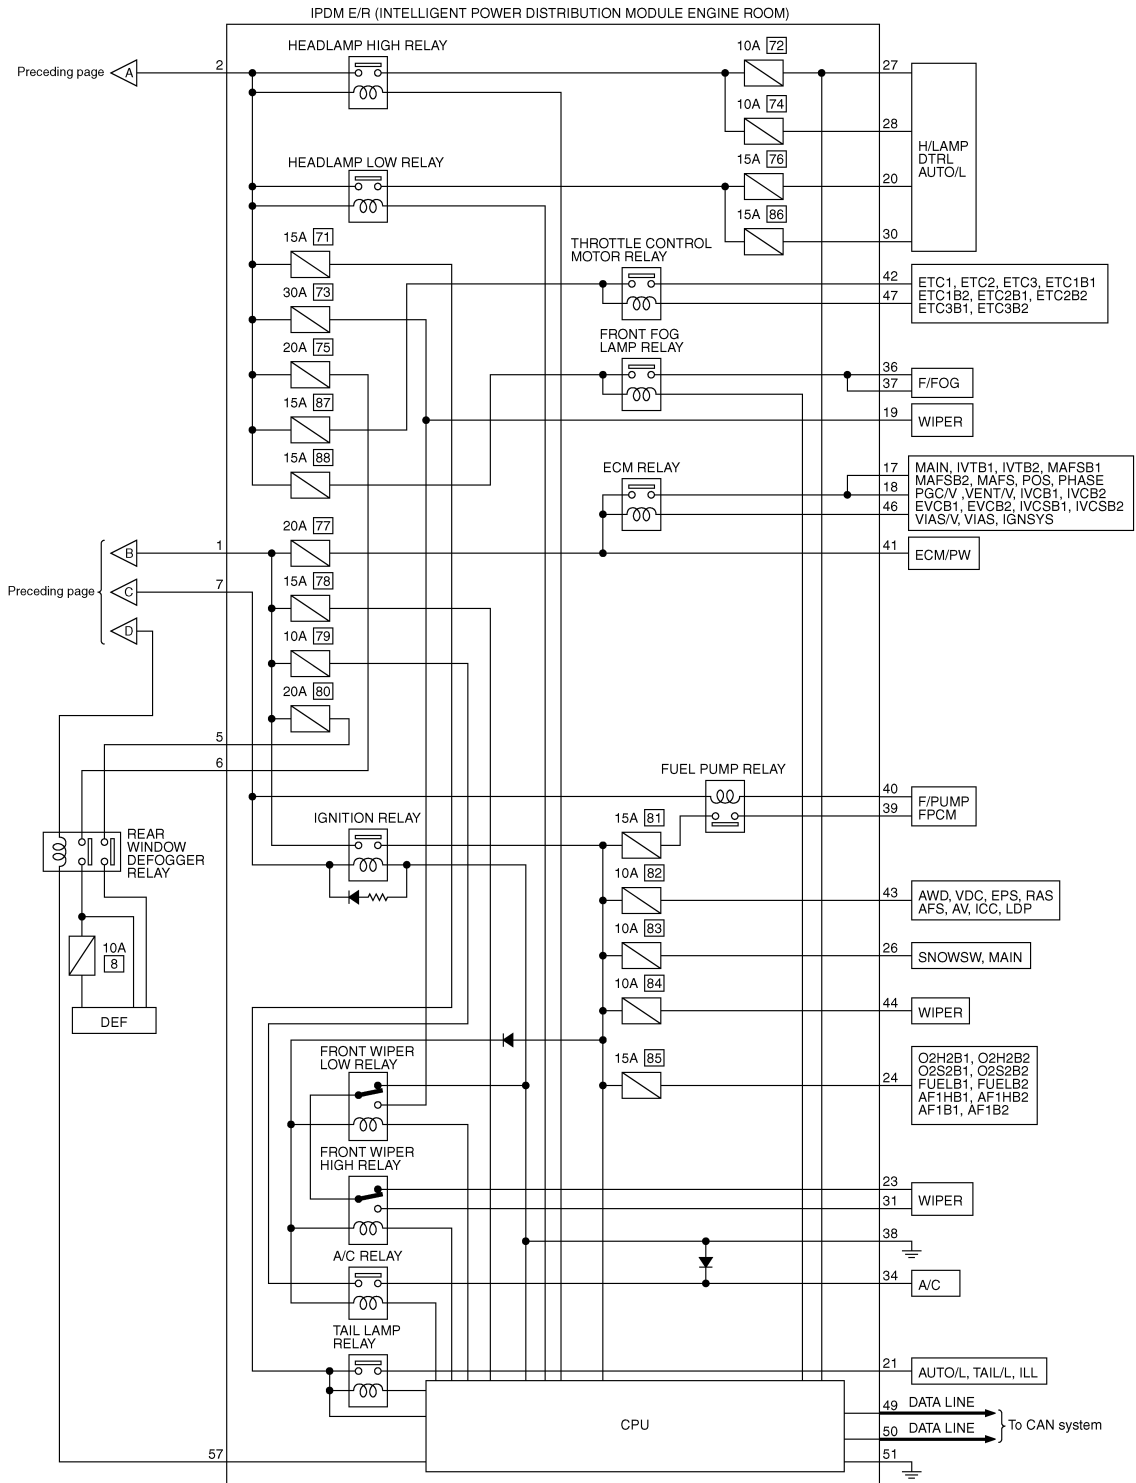 IPDM E/R (INTELLIGENT POWER DISTRIBUTION MODULE ENGINE ROOM)
HEADLAMP HIGH RELAY
10A 72
Preceding page
A
2
27
10A 74
28
H/LAMP
DTRL
AUTO/L
HEADLAMP LOW RELAY
15A 76
20
15A 86
30
15A 71
THROTTLE CONTROL
MOTOR RELAY
42
47
ETC1, ETC2, ETC3, ETC1B1
ETC1B2, ETC2B1, ETC2B2
ETC3B1, ETC3B2
30A 73
FRONT FOG
LAMP RELAY
20A 75
36
37
F/FOG
15A 87
19
WIPER
15A 88
ECM RELAY
17
18
46
MAIN, IVTB1, IVTB2, MAFSB1
MAFSB2, MAFS, POS, PHASE
PGC/V ,VENT/V, IVCB1, IVCB2
EVCB1, EVCB2, IVCSB1, IVCSB2
VIAS/V, VIAS, IGNSYS
20A 77
B
1
41
ECM/PW
15A 78
Preceding page
C
7
D
10A 79
20A 80
5
6
FUEL PUMP RELAY
40
39
F/PUMP
FPCM
IGNITION RELAY
15A 81
REAR
WINDOW
DEFOGGER
RELAY
10A 82
43
AWD, VDC, EPS, RAS
AFS, AV, ICC, LDP
10A
8
10A 83
26
SNOWSW, MAIN
10A 84
44
WIPER
DEF
FRONT WIPER
LOW RELAY
15A 85
24
O2H2B1, O2H2B2
O2S2B1, O2S2B2
FUELB1, FUELB2
AF1HB1, AF1HB2
AF1B1, AF1B2
FRONT WIPER
HIGH RELAY
23
31
WIPER
38
A/C RELAY
34
A/C
TAIL LAMP
RELAY
21
AUTO/L, TAIL/L, ILL
CPU
49
DATA LINE
50
DATA LINE
To CAN system
57
51